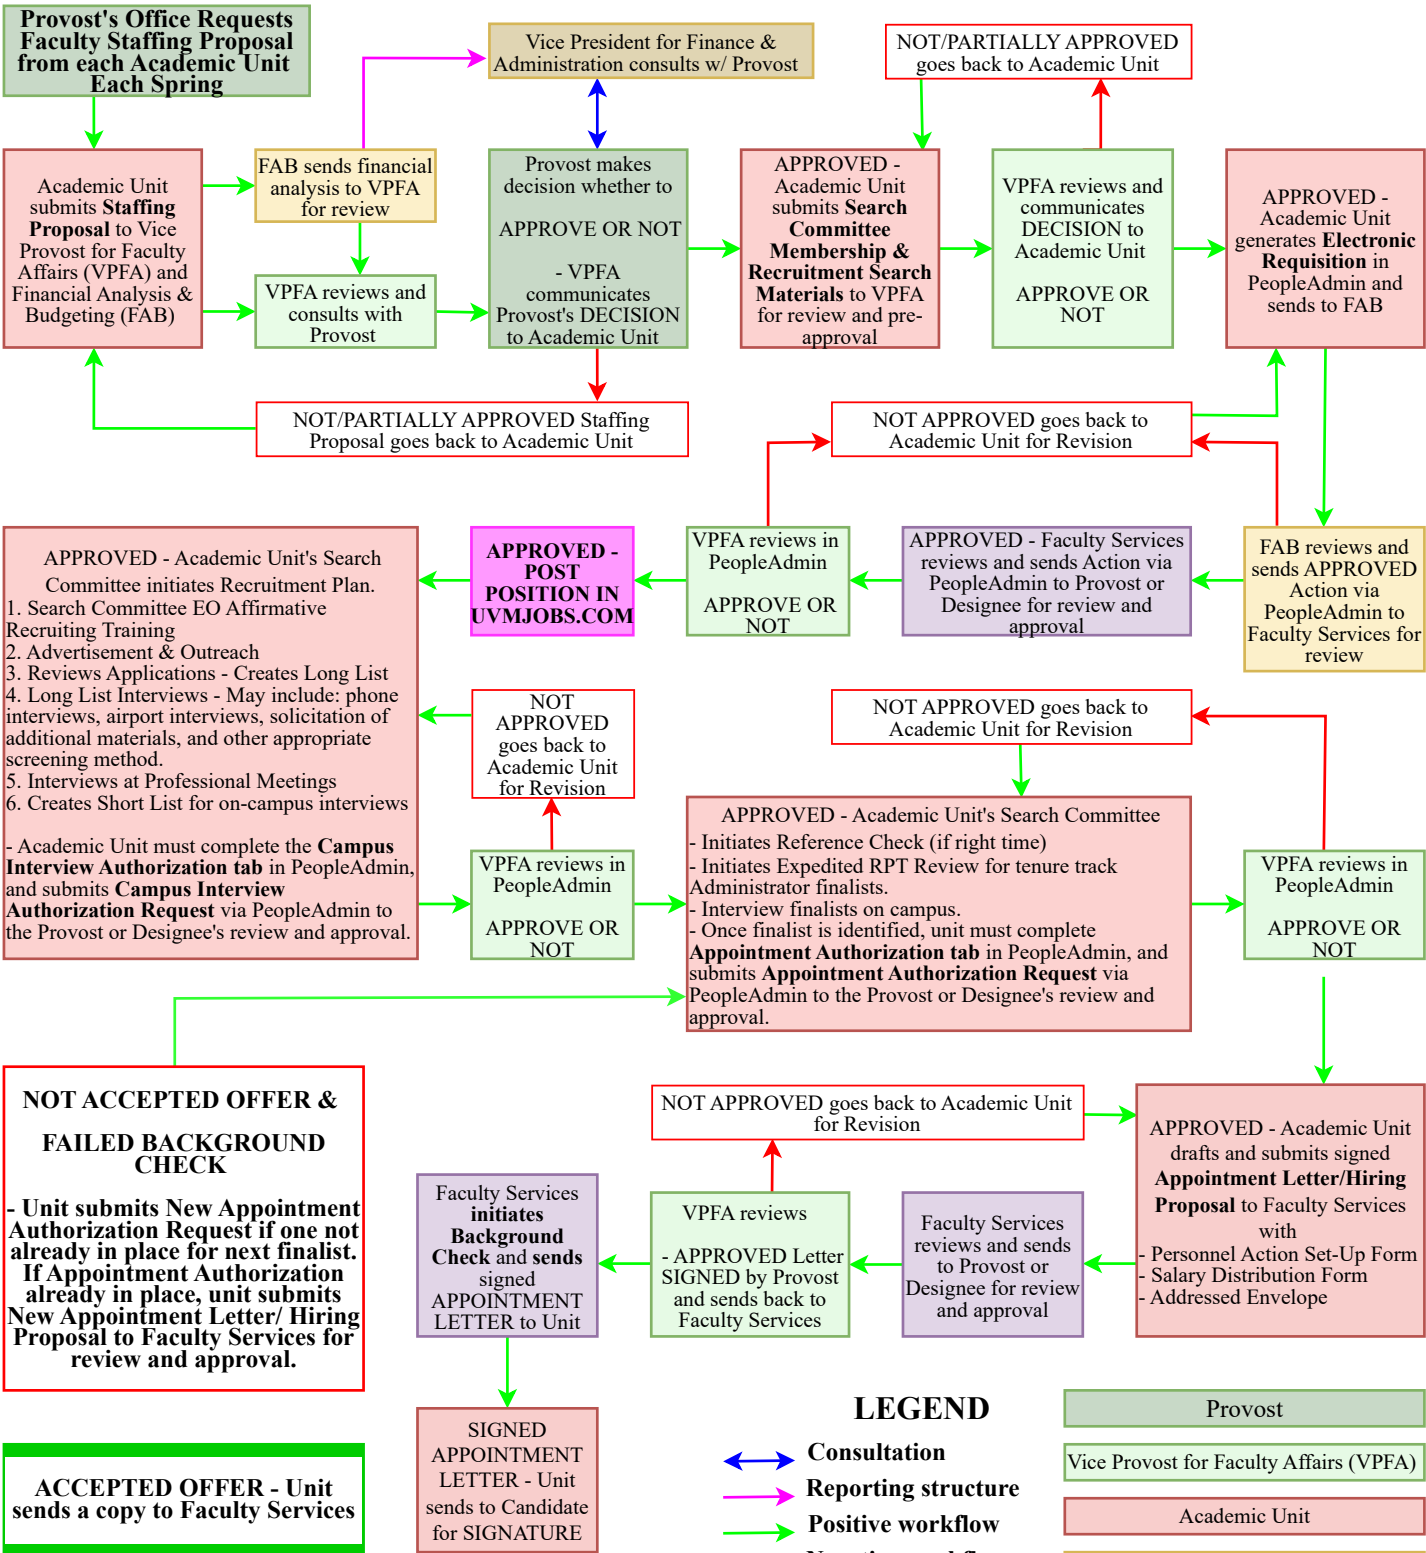 Provost's Office Requests
Faculty Staffing Proposal
from each Academic Unit
Each Spring
Vice President for Finance &
Administration consults w/ Provost
NOT/PARTIALLY APPROVED
goes back to Academic Unit
Academic Unit
submits Staffing
Proposal to Vice
Provost for Faculty
Affairs (VPFA) and
Financial Analysis &
Budgeting (FAB)
FAB sends financial
analysis to VPFA
for review
VPFA reviews and
consults with
Provost
Provost makes
decision whether to
APPROVE OR NOT
- VPFA
communicates
Provost's DECISION
to Academic Unit
APPROVED -
Academic Unit
submits Search
Committee
Membership &
Recruitment Search
Materials to VPFA
for review and pre-
approval
VPFA reviews and
communicates
DECISION to
Academic Unit
APPROVE OR
NOT
APPROVED -
Academic Unit
generates Electronic
Requisition in
PeopleAdmin and
sends to FAB
NOT/PARTIALLY APPROVED Staffing
Proposal goes back to Academic Unit
NOT APPROVED goes back to
Academic Unit for Revision
APPROVED - Academic Unit's Search
Committee initiates Recruitment Plan.
1. Search Committee EO Affirmative
Recruiting Training
2. Advertisement & Outreach
3. Reviews Applications - Creates Long List
4. Long List Interviews - May include: phone
interviews, airport interviews, solicitation of
additional materials, and other appropriate
screening method.
5. Interviews at Professional Meetings
6. Creates Short List for on-campus interviews
- Academic Unit must complete the Campus
Interview Authorization tab in PeopleAdmin,
and submits Campus Interview
Authorization Request via PeopleAdmin to
the Provost or Designee's review and approval.
APPROVED -
POST
POSITION IN
UVMJOBS.COM
VPFA reviews in
PeopleAdmin
APPROVE OR
NOT
APPROVED - Faculty Services
reviews and sends Action via
PeopleAdmin to Provost or
Designee for review and
approval
FAB reviews and
sends APPROVED
Action via
PeopleAdmin to
Faculty Services for
review
NOT
APPROVED
goes back to
Academic Unit
for Revision
NOT APPROVED goes back to
Academic Unit for Revision
VPFA reviews in
PeopleAdmin
APPROVE OR
NOT
APPROVED - Academic Unit's Search Committee
- Initiates Reference Check (if right time)
- Initiates Expedited RPT Review for tenure track
Administrator finalists.
- Interview finalists on campus.
- Once finalist is identified, unit must complete
Appointment Authorization tab in PeopleAdmin, and
submits Appointment Authorization Request via
PeopleAdmin to the Provost or Designee's review and
approval.
VPFA reviews in
PeopleAdmin
APPROVE OR
NOT
NOT ACCEPTED OFFER &
FAILED BACKGROUND
CHECK
- Unit submits New Appointment
Authorization Request if one not
already in place for next finalist.
If Appointment Authorization
already in place, unit submits
New Appointment Letter/ Hiring
Proposal to Faculty Services for
review and approval.
NOT APPROVED goes back to Academic Unit
for Revision
Faculty Services
initiates
Background
Check and sends
signed
APPOINTMENT
LETTER to Unit
VPFA reviews
- APPROVED Letter
SIGNED by Provost
and sends back to
Faculty Services
Faculty Services
reviews and sends
to Provost or
Designee for review
and approval
APPROVED - Academic Unit
drafts and submits signed
Appointment Letter/Hiring
Proposal to Faculty Services
with
- Personnel Action Set-Up Form
- Salary Distribution Form
- Addressed Envelope
ACCEPTED OFFER - Unit
sends a copy to Faculty Services
SIGNED
APPOINTMENT
LETTER - Unit
sends to Candidate
for SIGNATURE
LEGEND
Consultation
Reporting structure
Positive workflow
Provost
Vice Provost for Faculty Affairs (VPFA)
Academic Unit